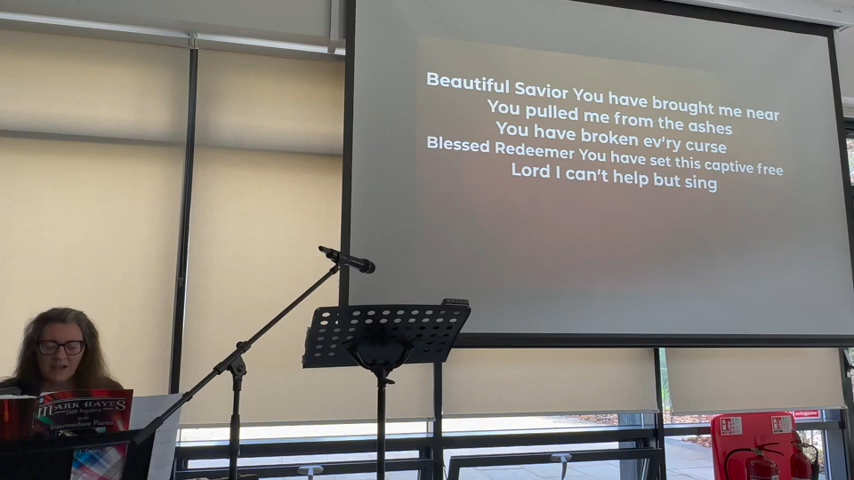 Beautiful Savior You have brought me near
You pulled me from the ashes
You have broken ev'ry curse
Blessed Redeemer You have set this captive free
Lord I can't help but sing
MARK HAYES